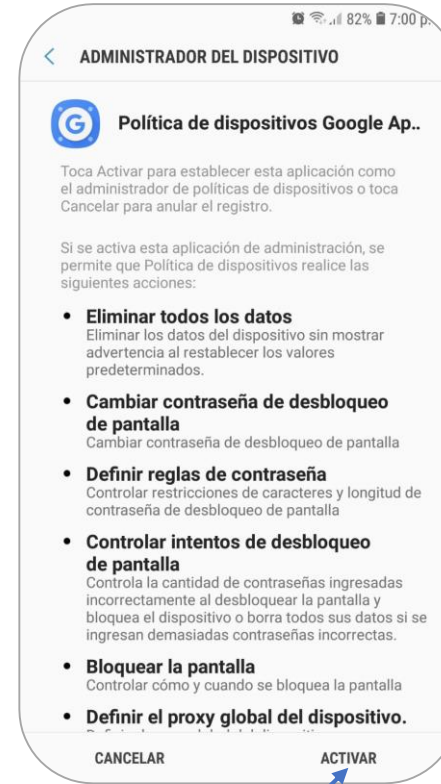 82% 7:00 p.
ADMINISTRADOR DEL DISPOSITIVO
G Política de dispositivos Google Ap..
Toca Activar para establecer esta aplicación como
el administrador de políticas de dispositivos o toca
Cancelar para anular el registro.
Si se activa esta aplicación de administración, se
permite que Política de dispositivos realice las
siguientes acciones:
• Eliminar todos los datos
Eliminar los datos del dispositivo sin mostrar
advertencia al restablecer los valores
predeterminados.
• Cambiar contraseña de desbloqueo
de pantalla
Cambiar contraseña de desbloqueo de pantalla
• Definir reglas de contraseña
Controlar restricciones de caracteres y longitud de
contraseña de desbloqueo de pantalla
• Controlar intentos de desbloqueo
de pantalla
Controla la cantidad de contraseñas ingresadas
incorrectamente al desbloquear la pantalla y
bloquea el dispositivo o borra todos sus datos si se
ingresan demasiadas contraseñas incorrectas.
• Bloquear la pantalla
Controlar cómo y cuando se bloquea la pantalla
• Definir el proxy global del dispositivo.
CANCELAR ACTIVAR